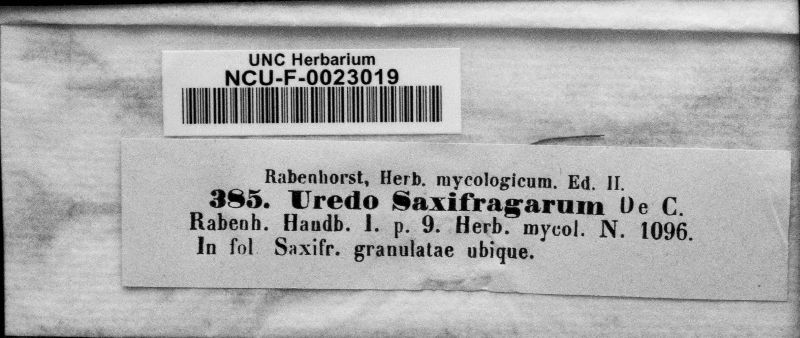 UNC Herbarium
NCU-F-0023019
Rabenhorst, Herb. mycologicum. Ed. II.
385. Uredo Saxifragarum De C.
Rabenh. Handb. I. p. 9. Herb. mycol. N. 1096.
In fol Saxifr. granulatae ubique.